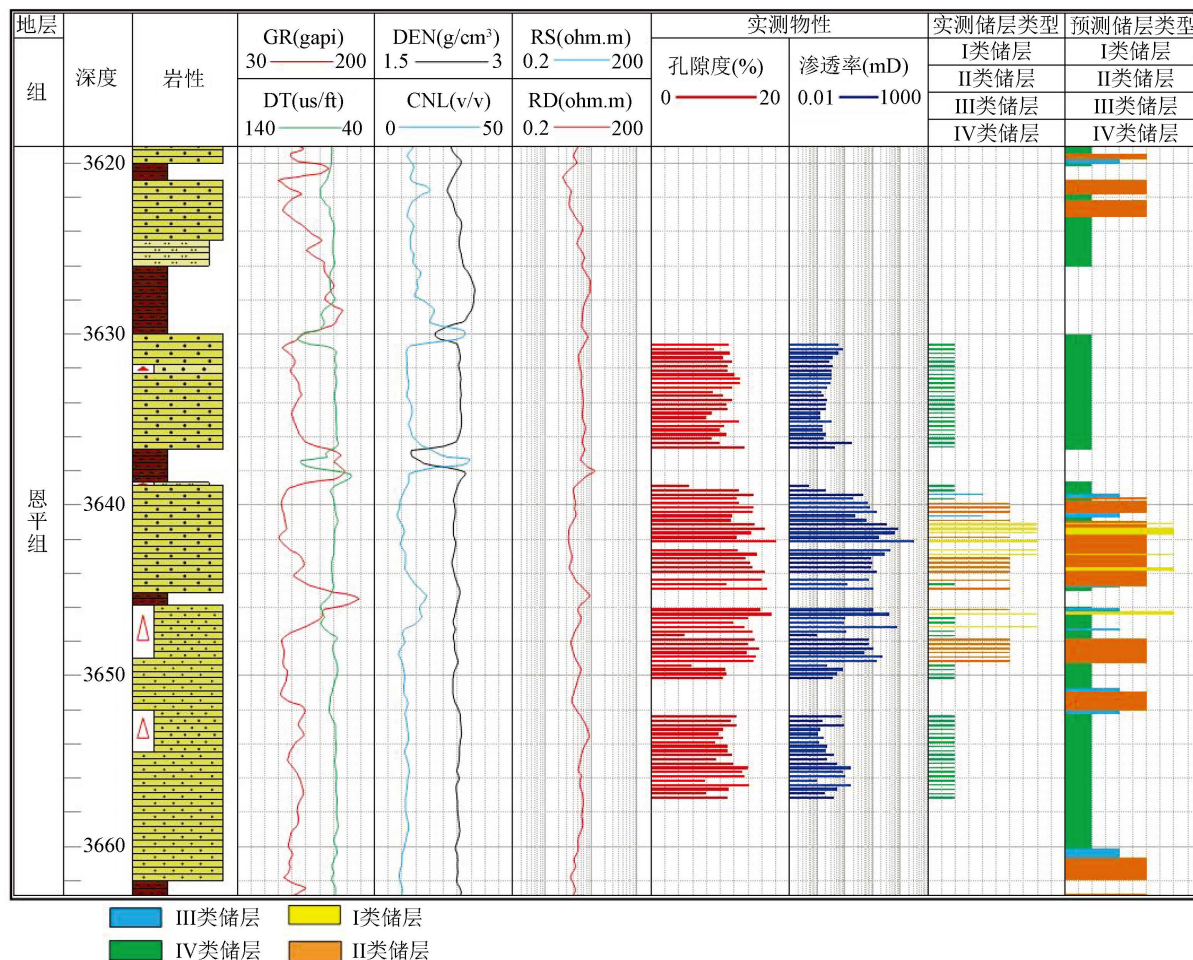 地层
组
深度
岩性
GR(gapi)
30 200
DT(us/ft)
140 40
DEN(g/cm³)
1.5 3
CNL(v/v)
0 50
RS(ohm.m)
0.2 200
RD(ohm.m)
0.2 200
实测物性
孔隙度(%)
0 20
渗透率(mD)
0.01 1000
实测储层类型
I类储层
II类储层
III类储层
IV类储层
预测储层类型
I类储层
II类储层
III类储层
IV类储层
恩平组
3620
3630
3640
3650
3660
III类储层
I类储层
IV类储层
II类储层